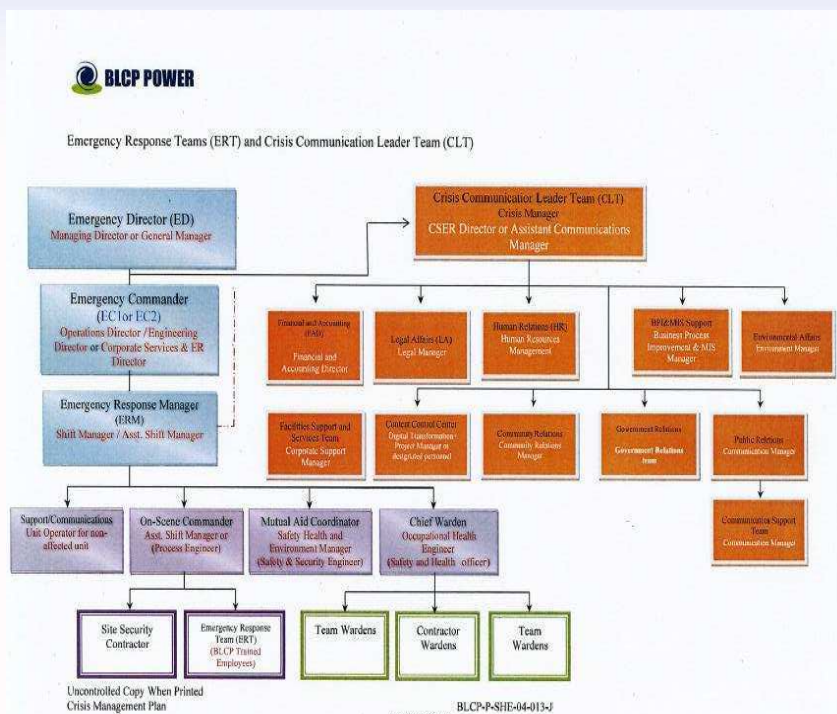 BLCP POWER
Emergency Response Teams (ERT) and Crisis Communication Leader Team (CLT)
Emergency Director (ED)
Managing Director or General Manager
Crisis Communication Leader Team (CLT)
Crisis Manager
CSER Director or Assistant Communications
Manager
Emergency Commander
(EC1or EC2)
Operations Director /Engineering
Director or Corporate Services & ER
Director
Financial and Accounting
(FAD)
Financial and
Accounting Director
Legal Affairs (LA)
Legal Manager
Human Relations (HR)
Human Resources
Management
BPI&MIS Support
Business Process
Improvement & MIS
Manager
Environmental Affairs
Environment Manager
Emergency Response Manager
(ERM)
Shift Manager / Asst. Shift Manager
Facilities Support and
Services Team
Corporate Support
Manager
Content Control Center
Digital Transformation
Project Manager or
designated personnel
Community Relations
Community Relations
Manager
Government Relations
Government Relations
team
Public Relations
Communication Manager
Communication Support
Team
Communication Manager
Support/Communications
Unit Operator for non-
affected unit
On-Scene Commander
Asst. Shift Manager or
(Process Engineer)
Mutual Aid Coordinator
Safety Health and
Environment Manager
(Safety & Security Engineer)
Chief Warden
Occupational Health
Engineer
(Safety and Health officer)
Site Security
Contractor
Emergency Response
Team (ERT)
(BLCP Trained
Employees)
Team Wardens
Contractor
Wardens
Team
Wardens
Uncontrolled Copy When Printed
Crisis Management Plan
BLCP-P-SHE-04-013-J